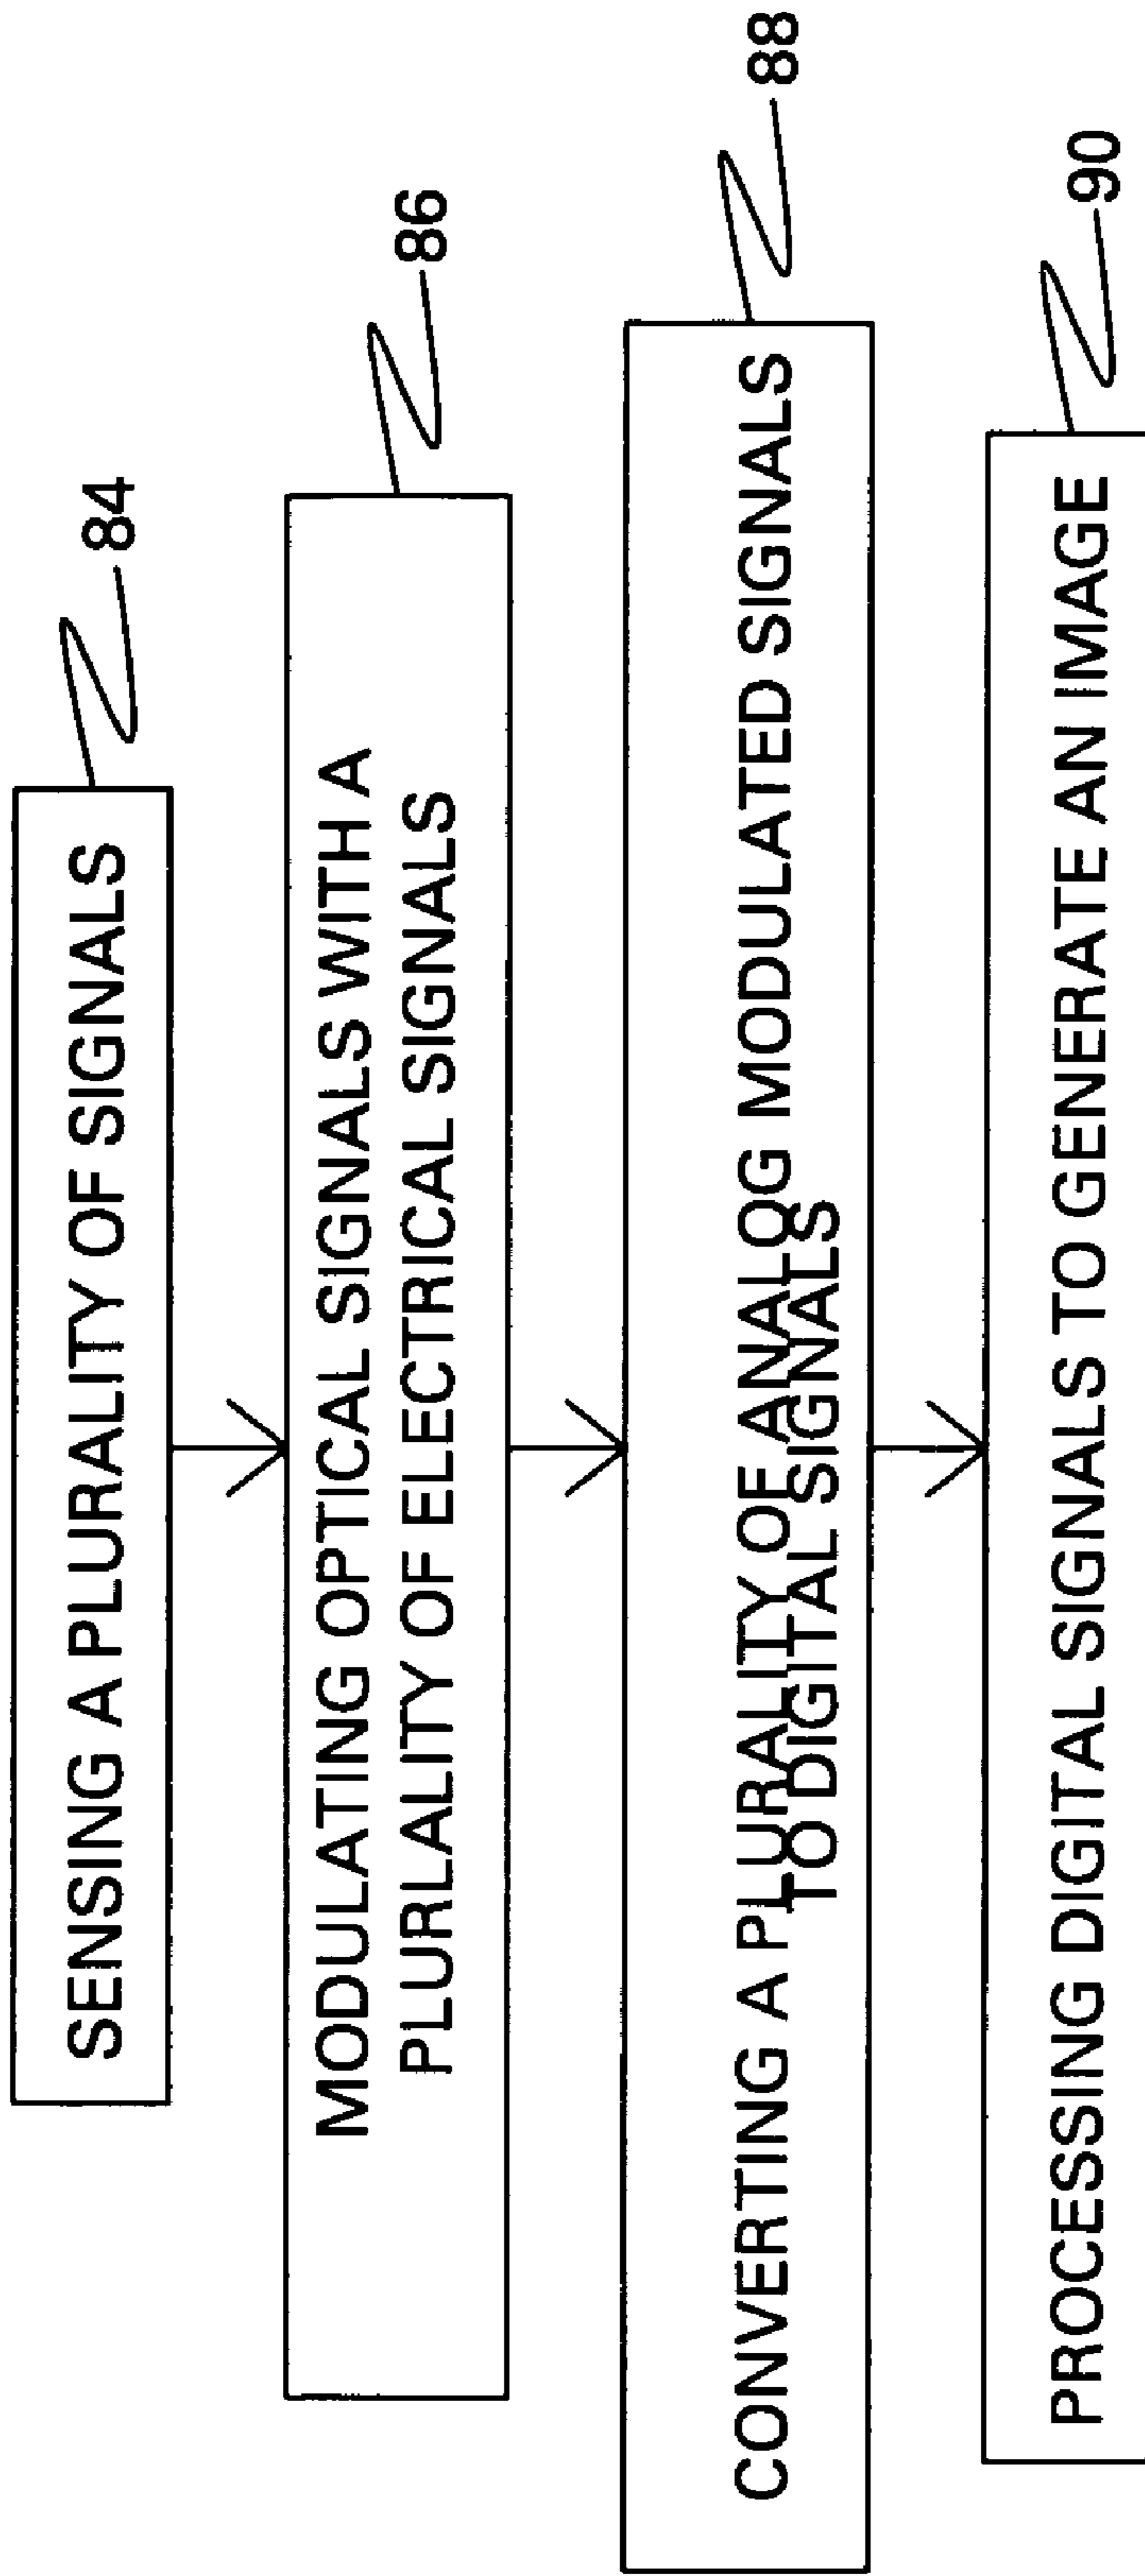 SENSING A PLURALITY OF SIGNALS
84
MODULATING OPTICAL SIGNALS WITH A
PLURLALITY OF ELECTRICAL SIGNALS
86
CONVERTING A PLURALITY OF ANALOG MODULATED SIGNALS
TO DIGITAL SIGNALS
88
PROCESSING DIGITAL SIGNALS TO GENERATE AN IMAGE
90